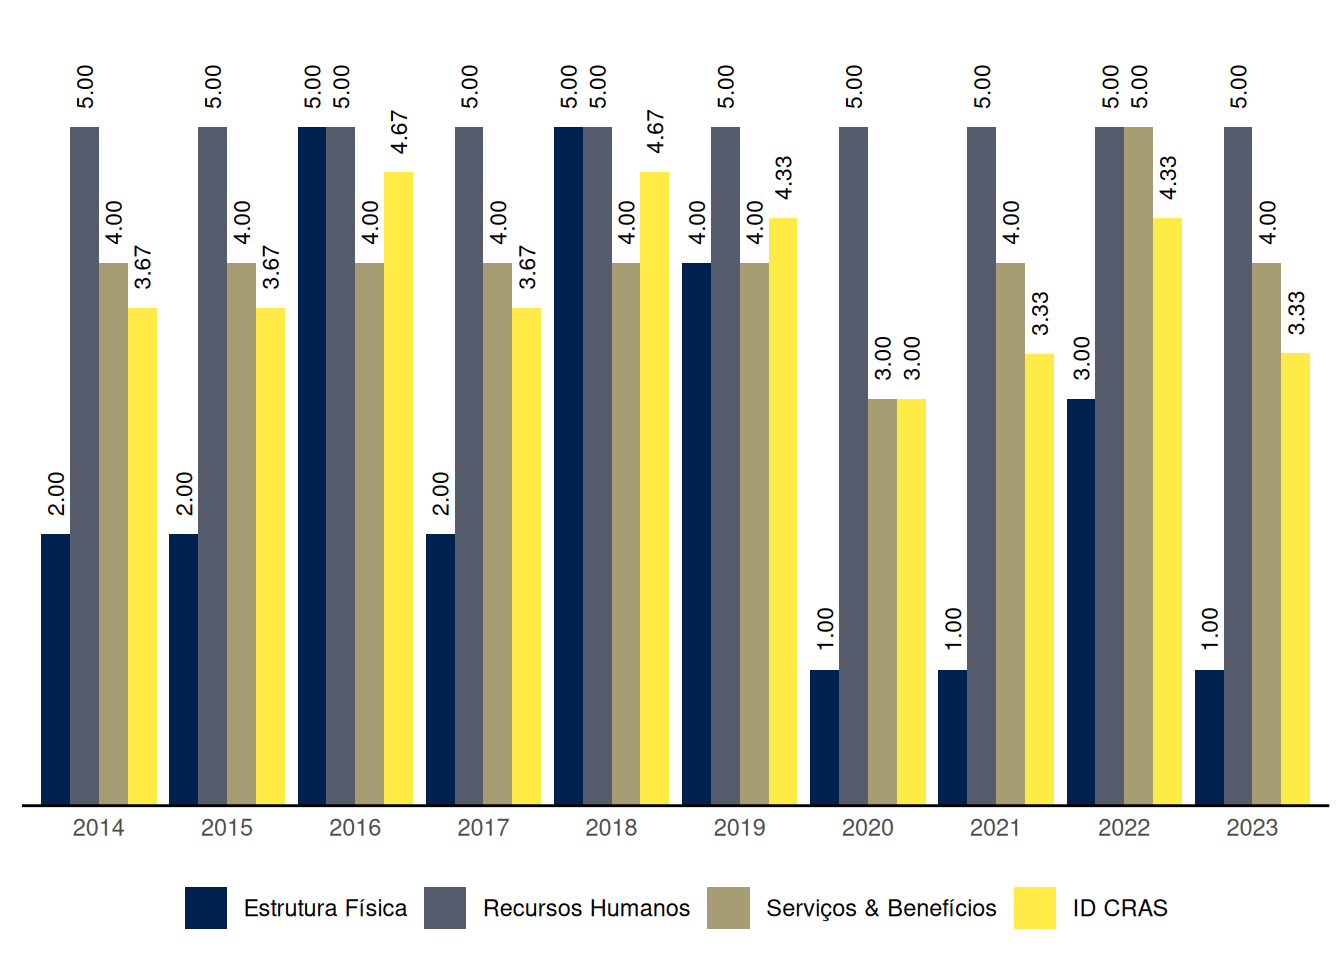 5.00 5.00 5.00 5.00 5.00 5.00 5.00 5.00 5.00 5.00 5.00 5.00 5.00
4.67 4.67
4.33 4.33
4.00 4.00 4.00 4.00 4.00 4.00 4.00 4.00 4.00
3.67 3.67 3.67
3.33 3.33
3.00 3.00 3.00
2.00 2.00 2.00
1.00 1.00 1.00
2014 2015 2016 2017 2018 2019 2020 2021 2022 2023
Estrutura Física Recursos Humanos Serviços & Benefícios ID CRAS